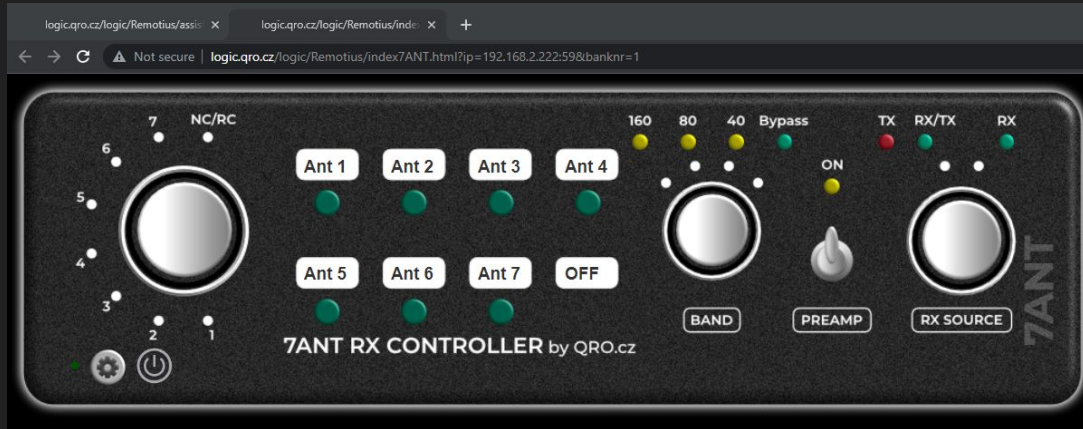 logic.qro.cz/logic/Remotius/assis
logic.qro.cz/logic/Remotius/inde
Not secure | logic.qro.cz/logic/Remotius/index7ANT.html?ip=192.168.2.222:59&banknr=1
7 NC/RC
6
5
4
3
2
1
Ant 1 Ant 2 Ant 3 Ant 4
Ant 5 Ant 6 Ant 7 OFF
7ANT RX CONTROLLER by QRO.cz
160 80 40 Bypass
BAND
ON
PREAMP
TX RX/TX RX
RX SOURCE
7ANT